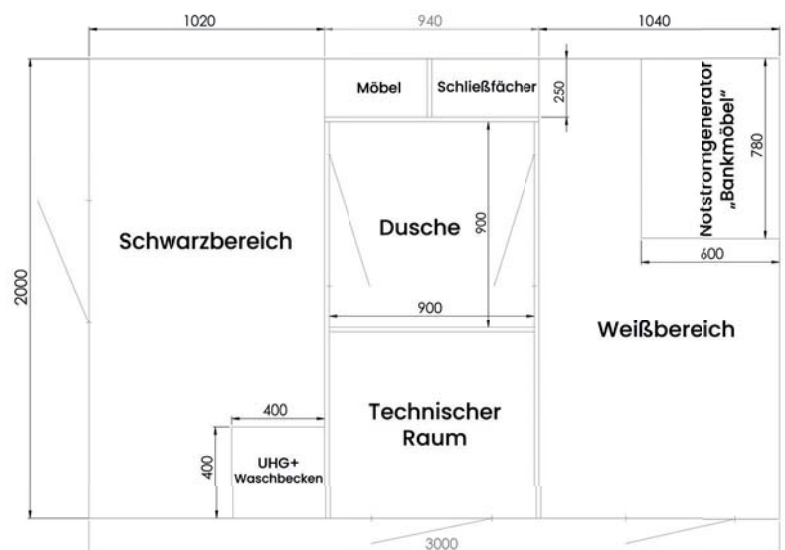 1020
940
1040
Möbel
Schließfächer
250
Notstromgenerator
„Bankmöbel“
780
600
2000
Schwarzbereich
Dusche
900
900
Weißbereich
400
400
UHG+
Waschbecken
Technischer
Raum
3000